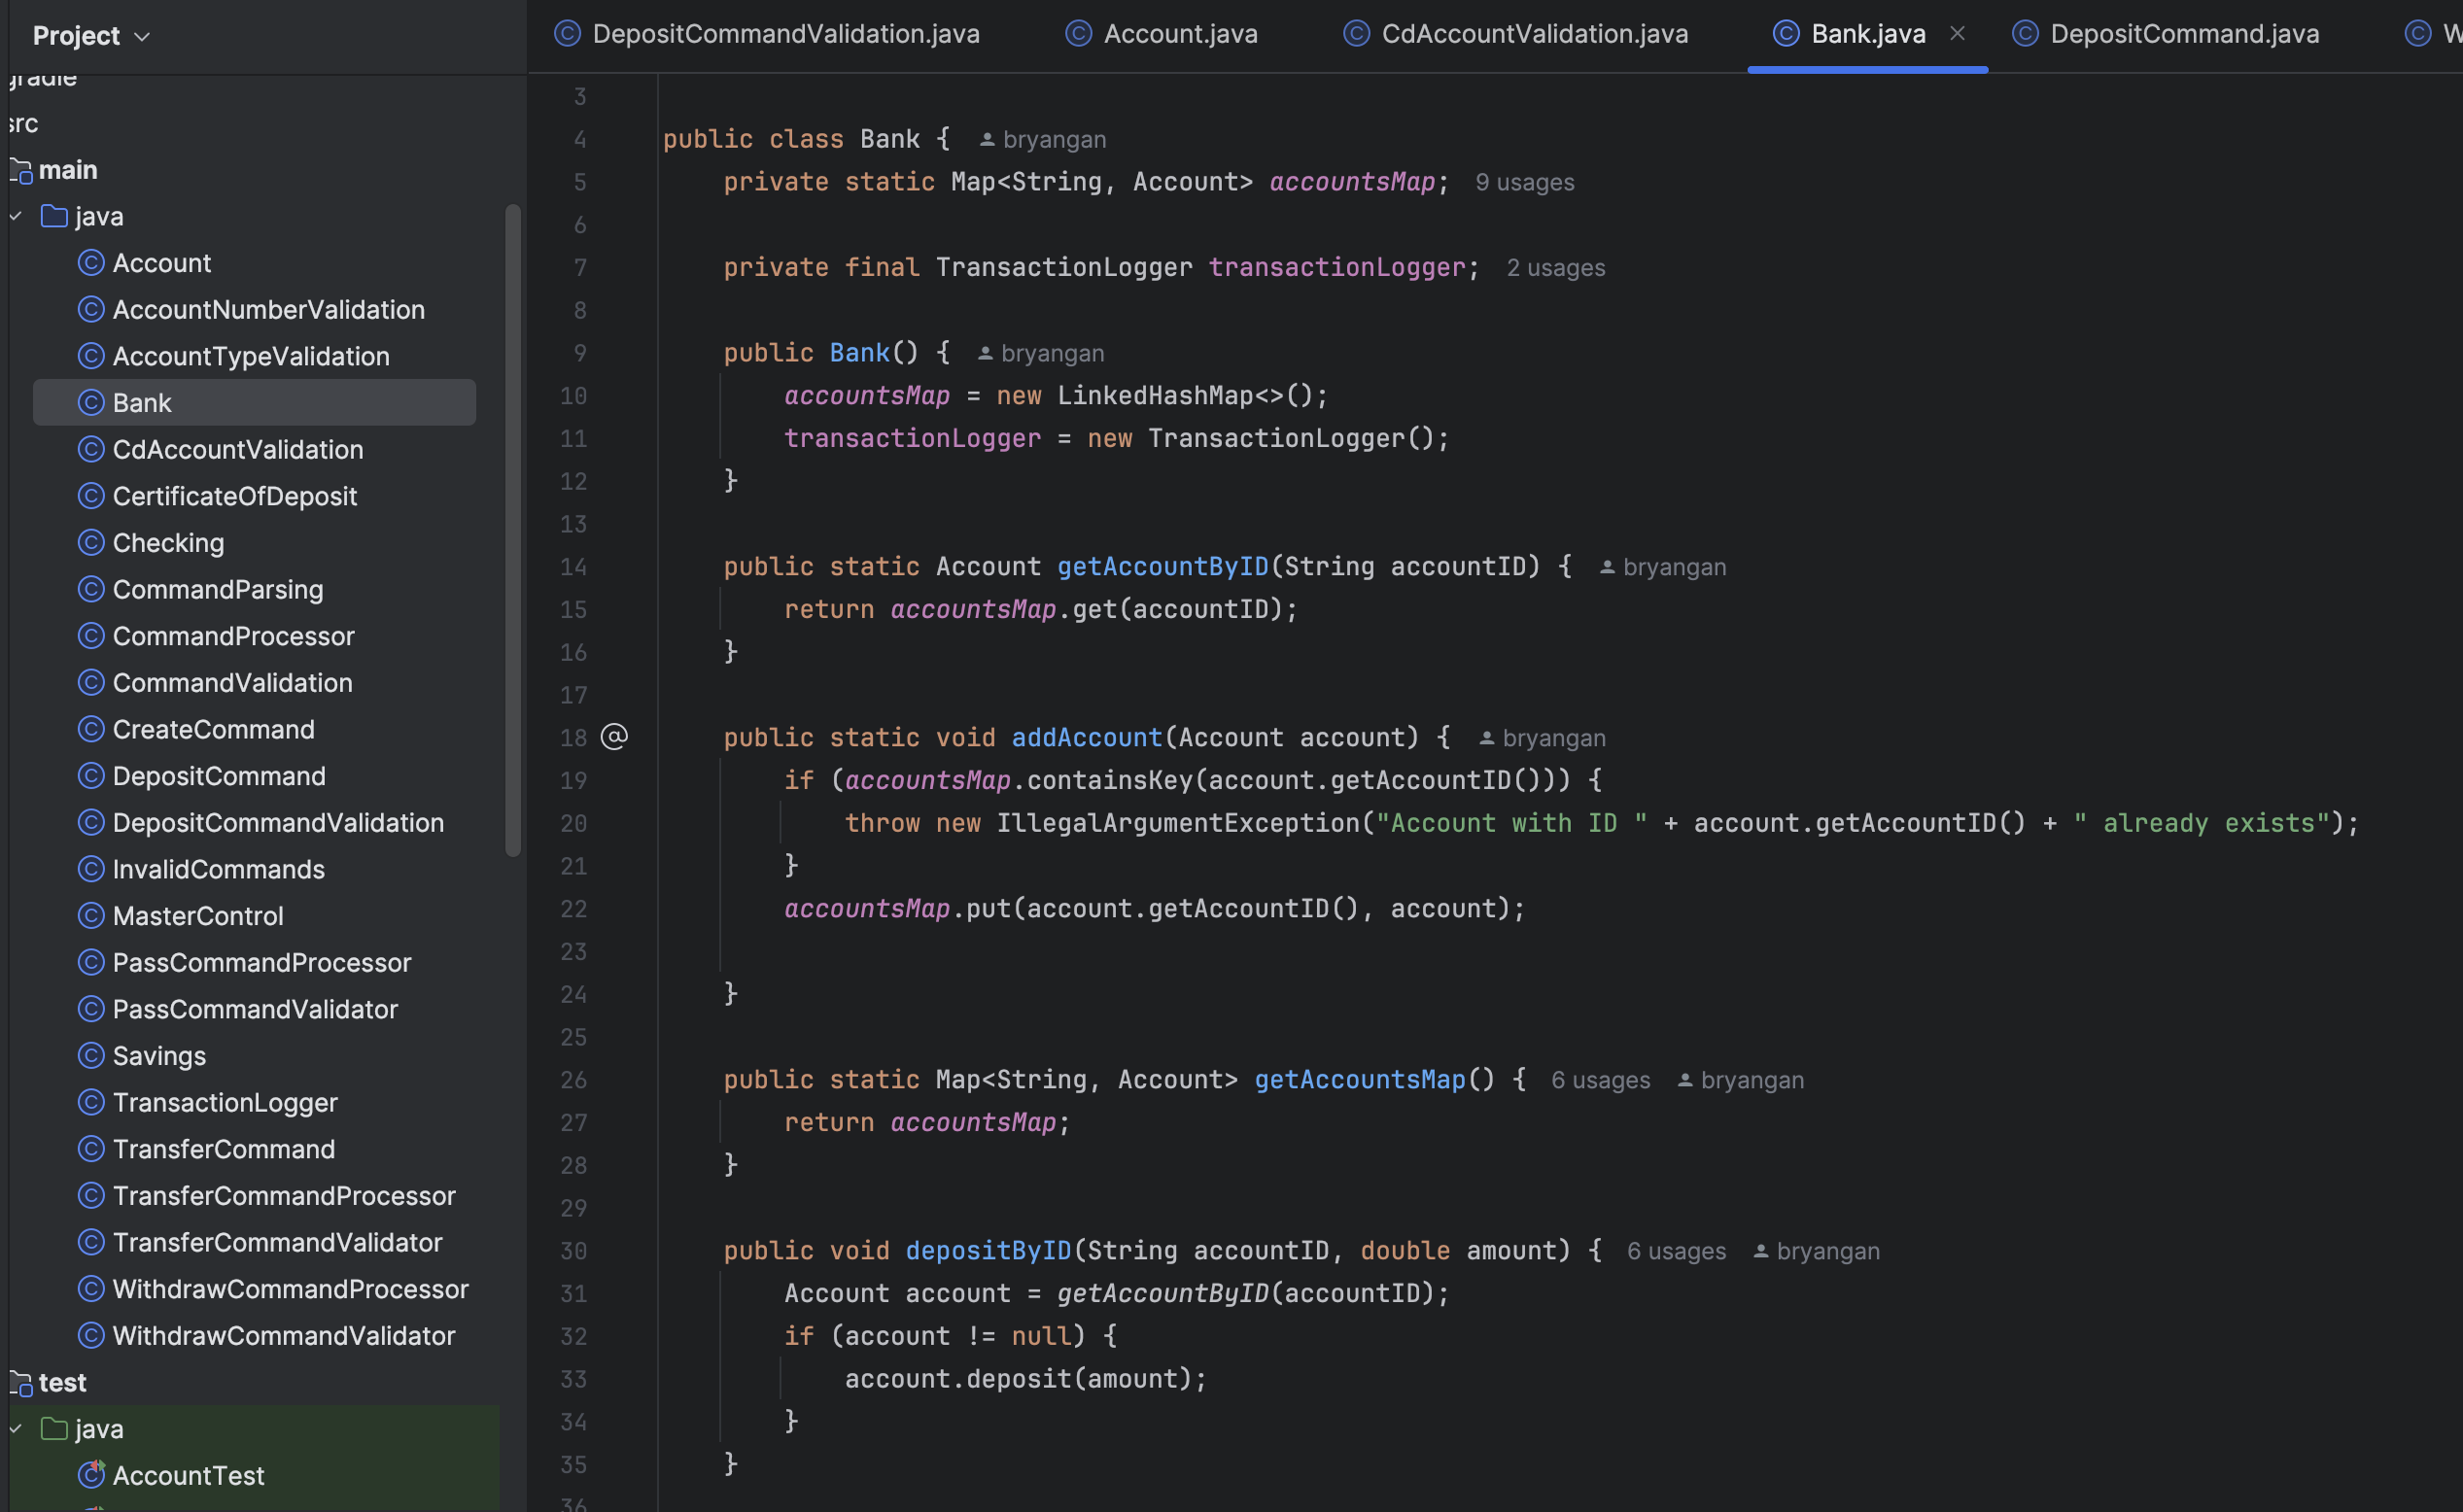 Project
gradle
src
main
java
Account
AccountNumberValidation
AccountTypeValidation
Bank
CdAccountValidation
CertificateOfDeposit
Checking
CommandParsing
CommandProcessor
CommandValidation
CreateCommand
DepositCommand
DepositCommandValidation
InvalidCommands
MasterControl
PassCommandProcessor
PassCommandValidator
Savings
TransactionLogger
TransferCommand
TransferCommandProcessor
TransferCommandValidator
WithdrawCommandProcessor
WithdrawCommandValidator
test
java
AccountTest
DepositCommandValidation.java Account.java CdAccountValidation.java Bank.java DepositCommand.java W
3
4 public class Bank { bryangan
5 private static Map<String, Account> accountsMap; 9 usages
6
7 private final TransactionLogger transactionLogger; 2 usages
8
9 public Bank() { bryangan
10 accountsMap = new LinkedHashMap<>();
11 transactionLogger = new TransactionLogger();
12 }
13
14 public static Account getAccountByID(String accountID) { bryangan
15 return accountsMap.get(accountID);
16 }
17
18 @ public static void addAccount(Account account) { bryangan
19 if (accountsMap.containsKey(account.getAccountID())) {
20 throw new IllegalArgumentException("Account with ID " + account.getAccountID() + " already exists");
21 }
22 accountsMap.put(account.getAccountID(), account);
23
24 }
25
26 public static Map<String, Account> getAccountsMap() { 6 usages bryangan
27 return accountsMap;
28 }
29
30 public void depositByID(String accountID, double amount) { 6 usages bryangan
31 Account account = getAccountByID(accountID);
32 if (account != null) {
33 account.deposit(amount);
34 }
35 }
36